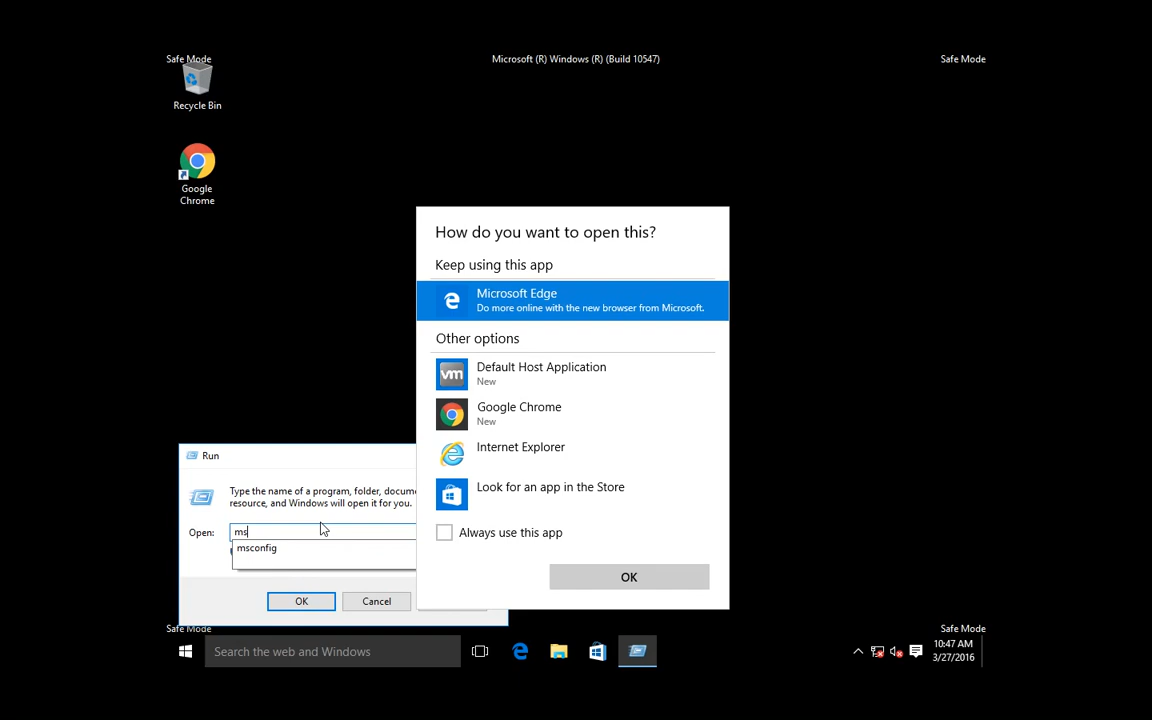 Safe Mode
Microsoft (R) Windows (R) (Build 10547)
Safe Mode
Recycle Bin
Google
Chrome
How do you want to open this?
Keep using this app
Microsoft Edge
Do more online with the new browser from Microsoft.
Other options
Default Host Application
New
Google Chrome
New
Internet Explorer
Look for an app in the Store
Always use this app
OK
Run
Type the name of a program, folder, docume
resource, and Windows will open it for you.
Open:
ms
msconfig
OK
Cancel
Safe Mode
Safe Mode
Search the web and Windows
10:47 AM
3/27/2016